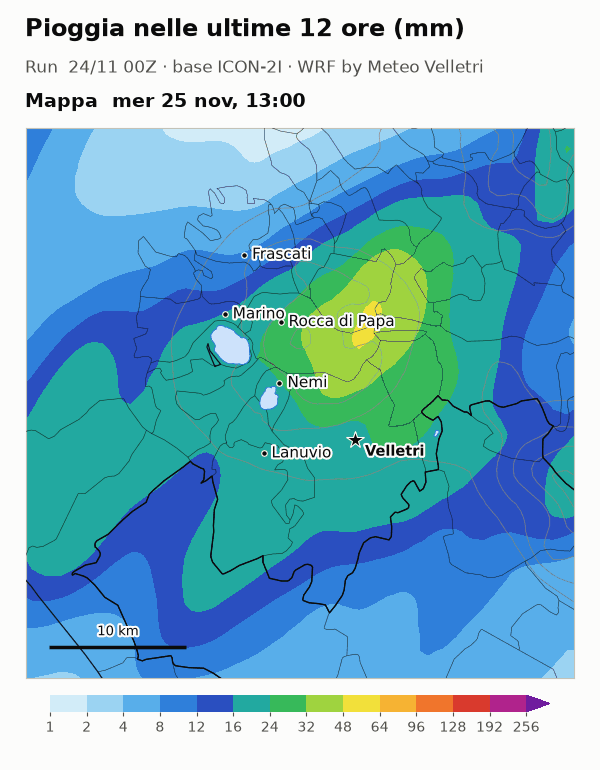 Pioggia nelle ultime 12 ore (mm)
Run 24/11 00Z · base ICON-2I · WRF by Meteo Velletri
Mappa mer 25 nov, 13:00
Frascati
Marino
Rocca di Papa
Nemi
Velletri
Lanuvio
10 km
1 2 4 8 12 16 24 32 48 64 96 128 192 256